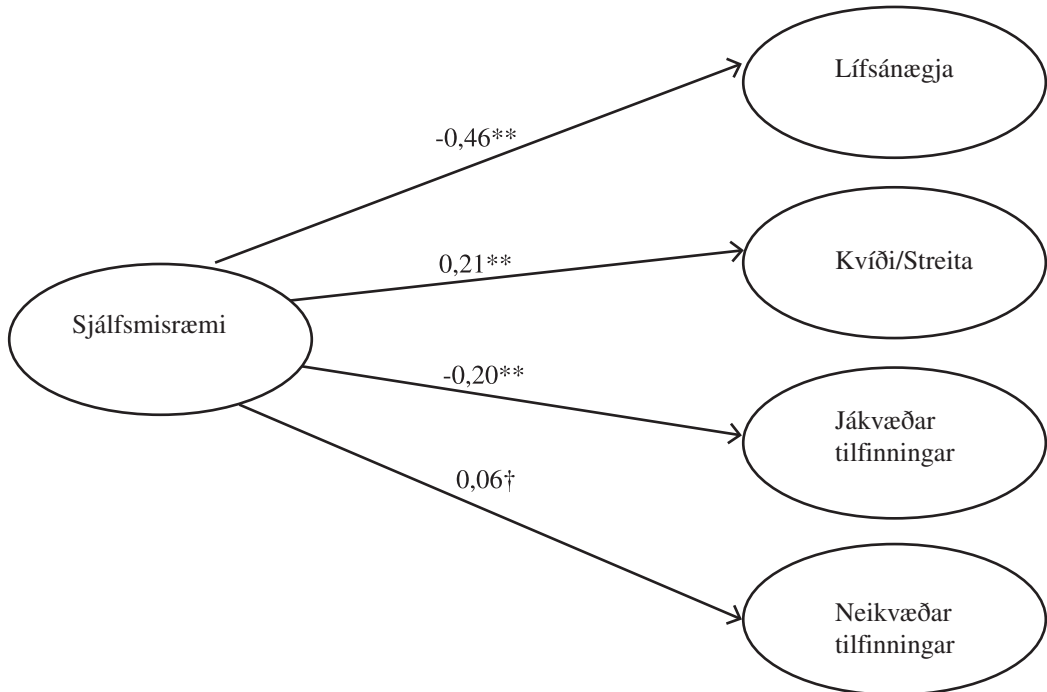 Lífsánægja
-0,46**
Kvíði/Streita
0,21**
Sjálfsmisræmi
-0,20**
Jákvæðar
tilfinningar
0,06†
Neikvæðar
tilfinningar